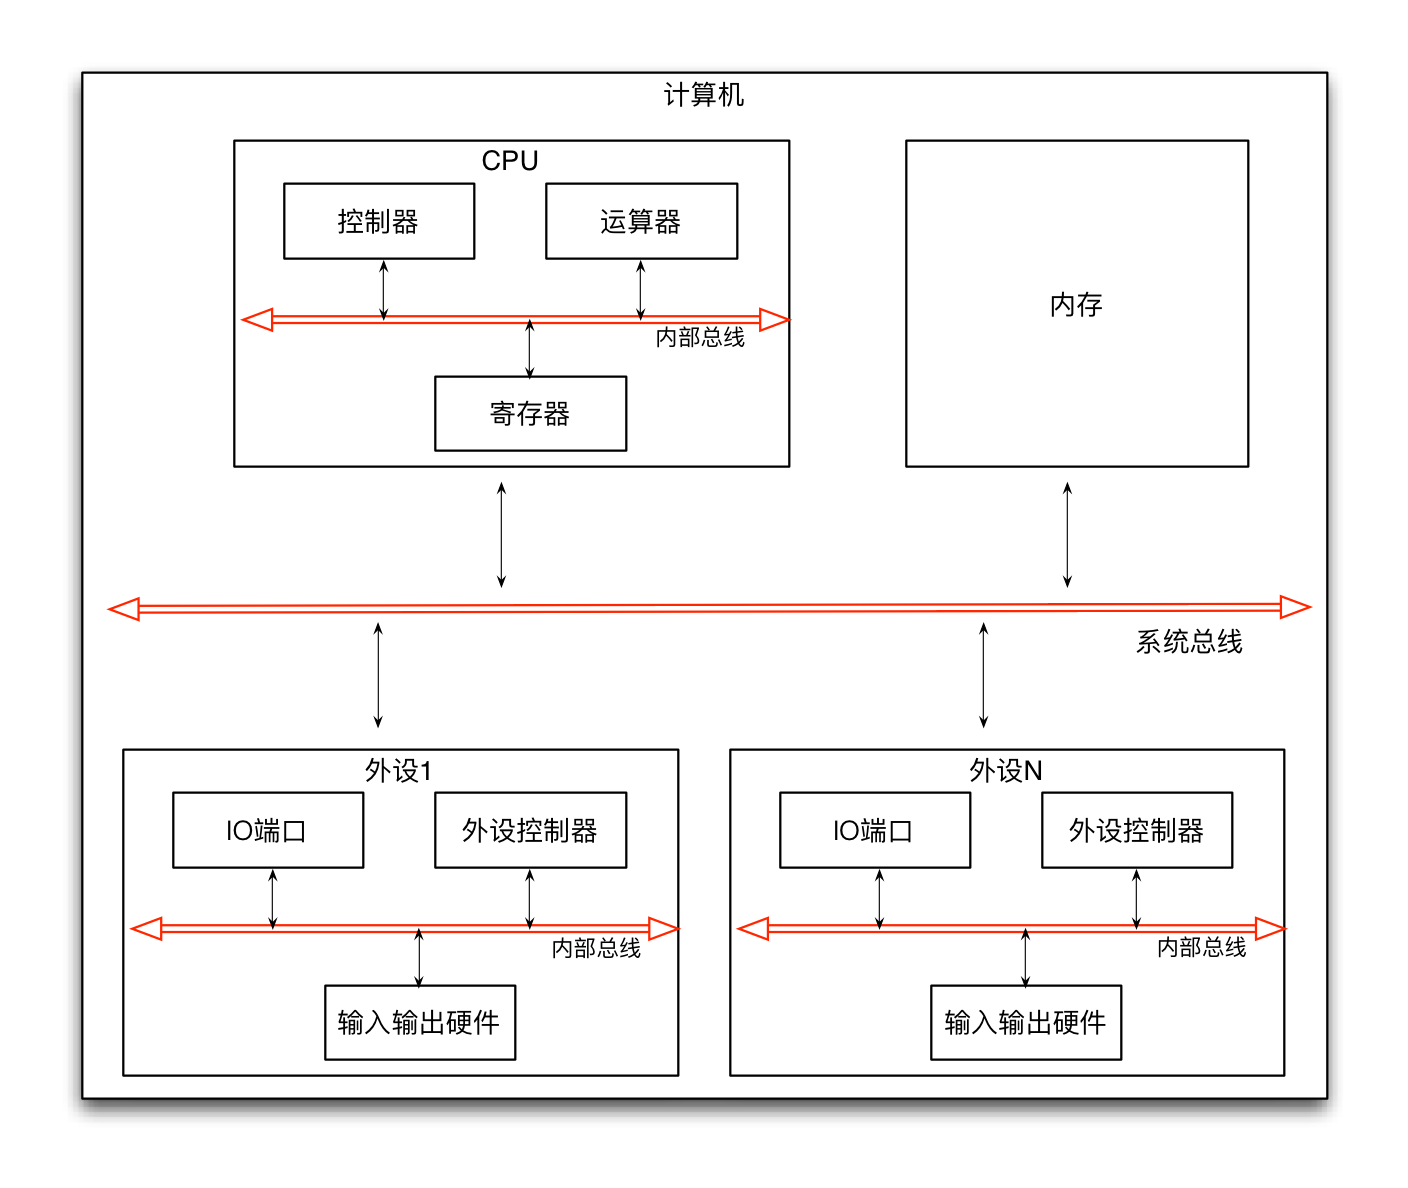 计算机
CPU
控制器
运算器
内部总线
寄存器
内存
系统总线
外设1
IO端口
外设控制器
内部总线
输入输出硬件
外设N
IO端口
外设控制器
内部总线
输入输出硬件